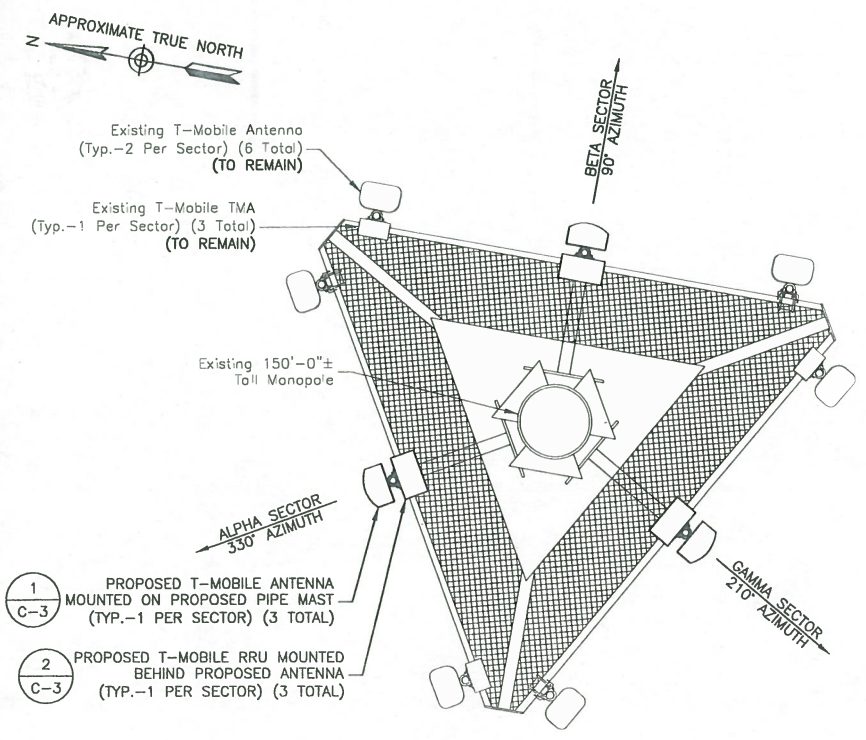 APPROXIMATE TRUE NORTH
N
Existing T-Mobile Antenna
(Typ.-2 Per Sector) (6 Total)
(TO REMAIN)
Existing T-Mobile TMA
(Typ.-1 Per Sector) (3 Total)
(TO REMAIN)
BETA SECTOR
90° AZIMUTH
Existing 150'-0"±
Tall Monopole
ALPHA SECTOR
330° AZIMUTH
GAMMA SECTOR
210° AZIMUTH
1
C-3
PROPOSED T-MOBILE ANTENNA
MOUNTED ON PROPOSED PIPE MAST
(TYP.-1 PER SECTOR) (3 TOTAL)
2
C-3
PROPOSED T-MOBILE RRU MOUNTED
BEHIND PROPOSED ANTENNA
(TYP.-1 PER SECTOR) (3 TOTAL)